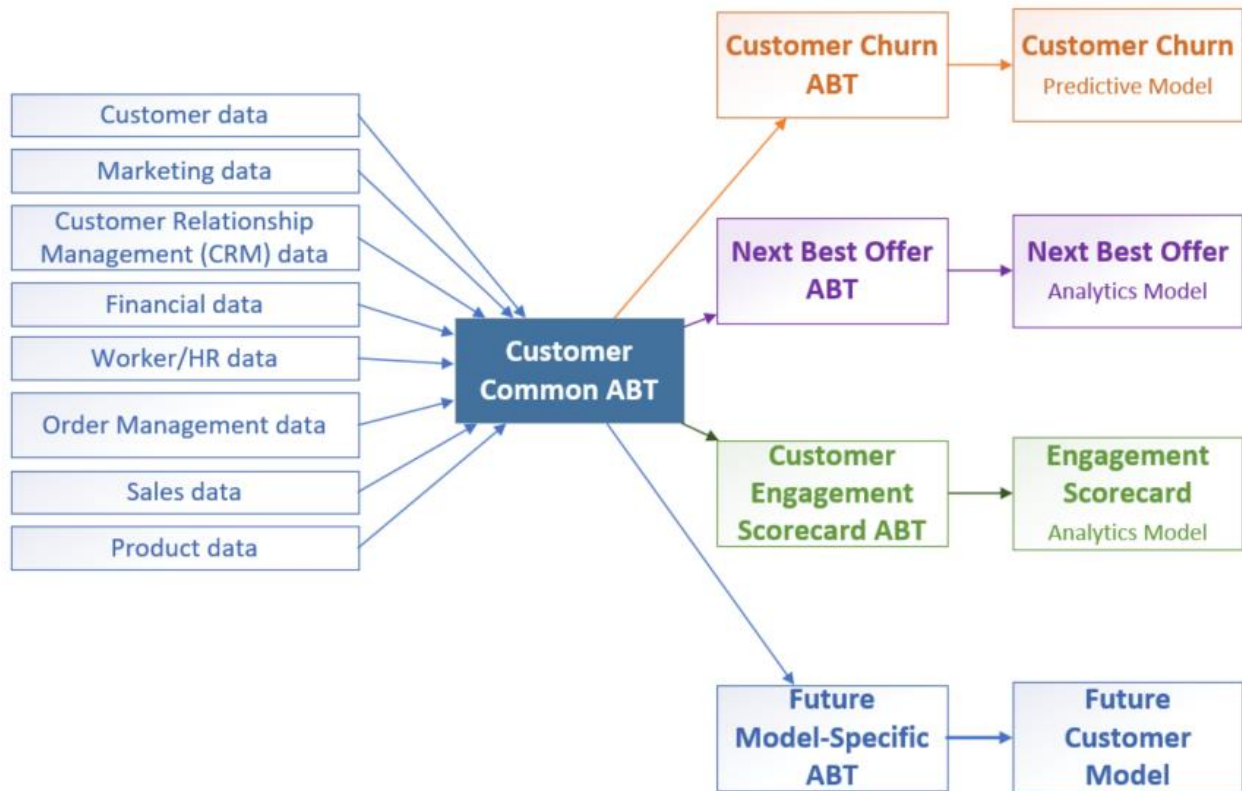 Customer data
Marketing data
Customer Relationship
Management (CRM) data
Financial data
Worker/HR data
Order Management data
Sales data
Product data
Customer
Common ABT
Customer Churn
ABT
Customer Churn
Predictive Model
Next Best Offer
ABT
Next Best Offer
Analytics Model
Customer
Engagement
Scorecard ABT
Engagement
Scorecard
Analytics Model
Future
Model-Specific
ABT
Future
Customer
Model